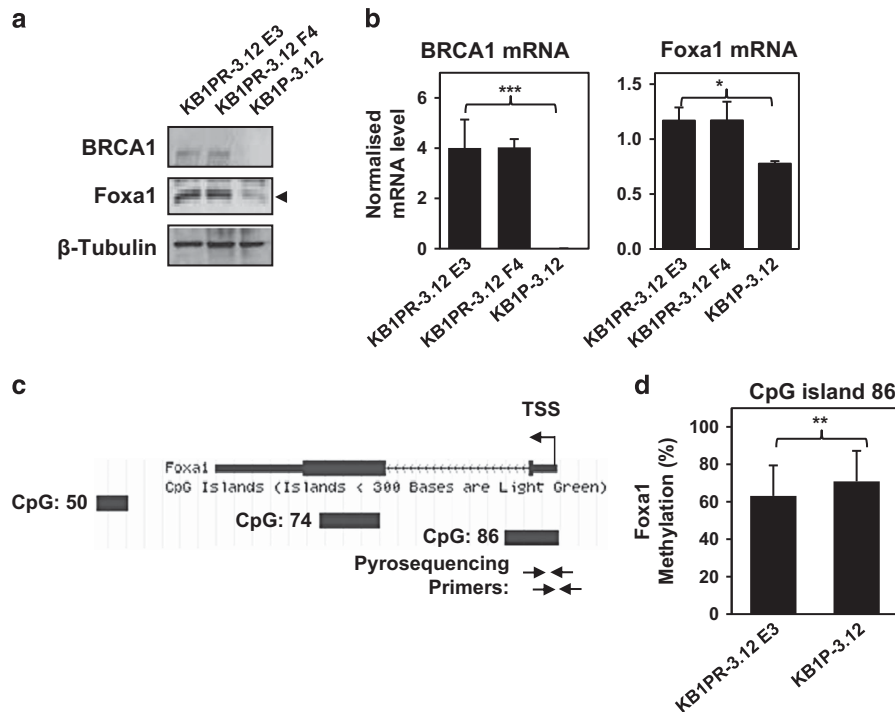 a
KB1PR-3.12 E3
KB1PR-3.12 F4
KB1P-3.12
BRCA1
Foxa1
β-Tubulin
b
BRCA1 mRNA
Normalised
mRNA level
6
4
2
0
***
KB1PR-3.12 E3
KB1PR-3.12 F4
KB1P-3.12
Foxa1 mRNA
1.5
1.0
0.5
0.0
*
KB1PR-3.12 E3
KB1PR-3.12 F4
KB1P-3.12
c
TSS
Foxa1
CpG Islands (Islands < 300 Bases are Light Green)
CpG: 50
CpG: 74
CpG: 86
Pyrosequencing
Primers:
d
CpG island 86
Foxa1
Methylation (%)
100
80
60
40
20
0
**
KB1PR-3.12 E3
KB1P-3.12